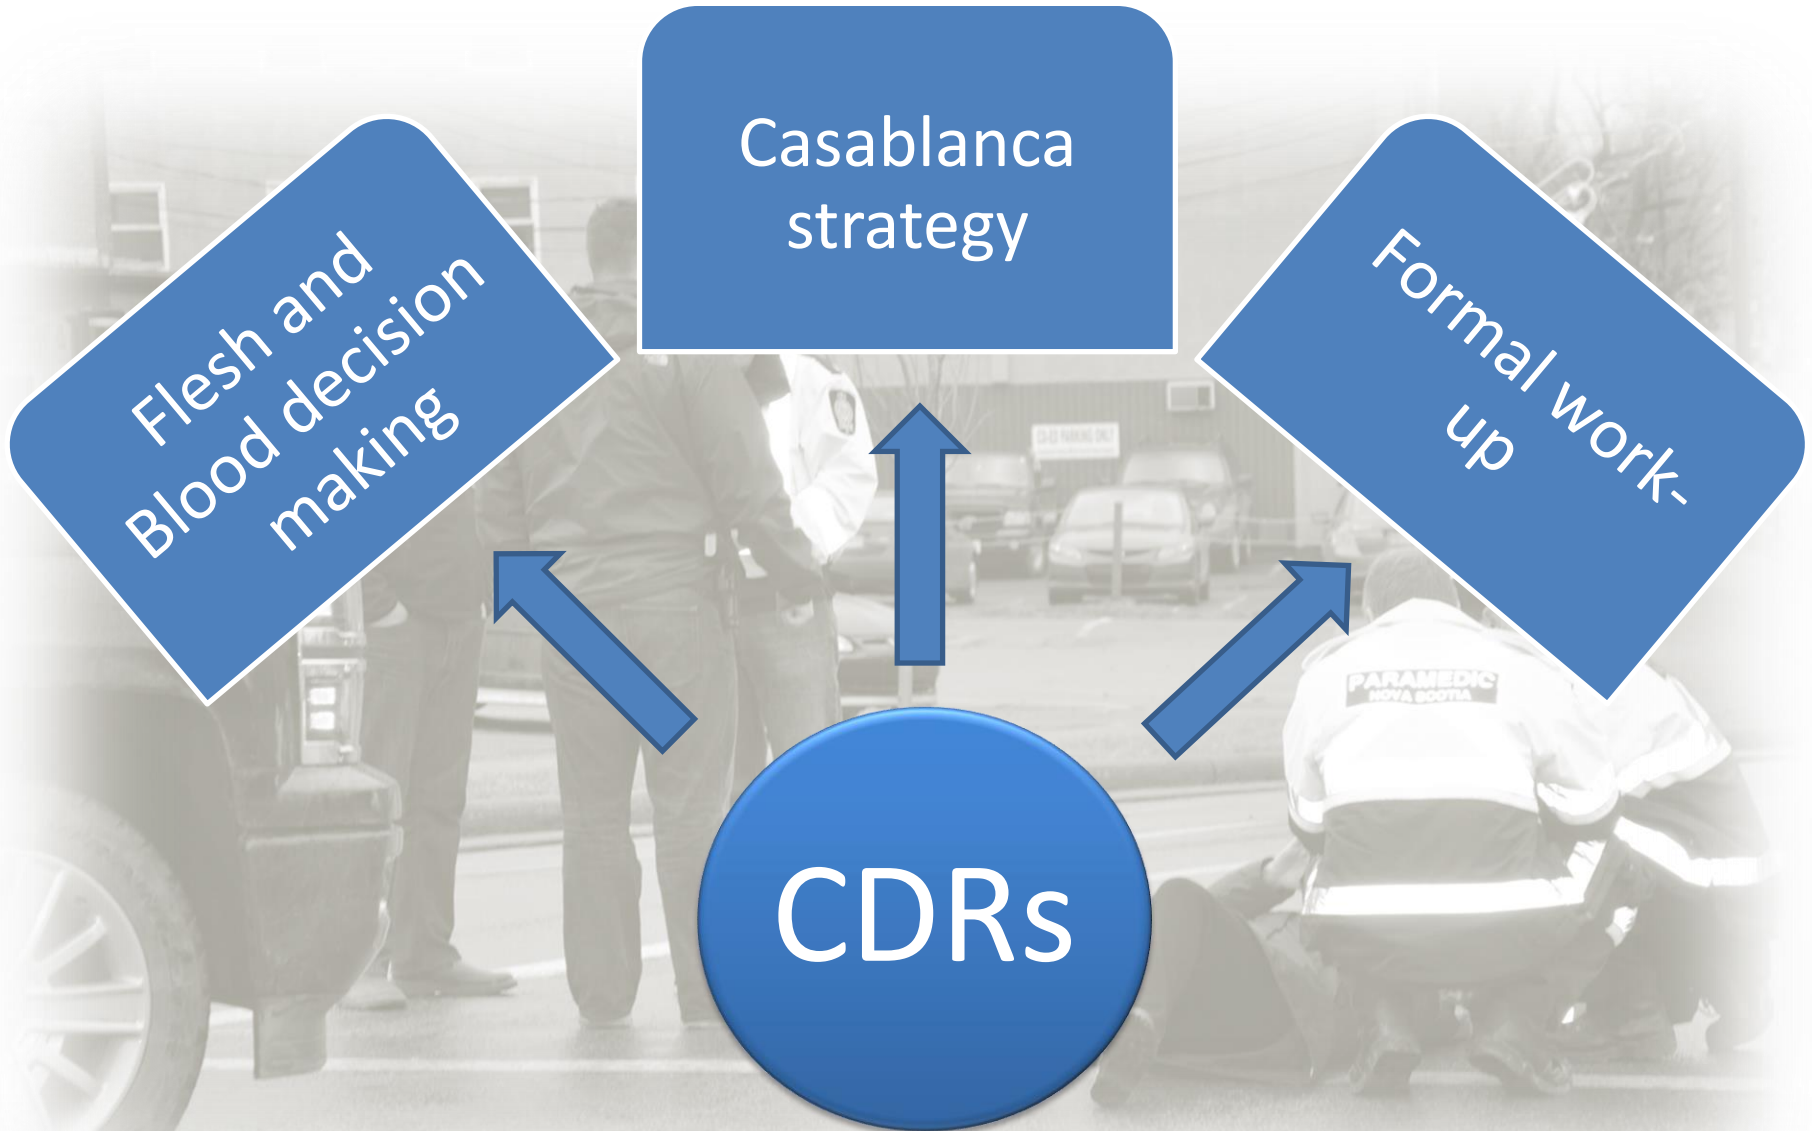 Casablanca
strategy
Flesh and
Blood decision
making
Formal work-
up
CDRs
PARAMEDIC
NOVA SCOTIA